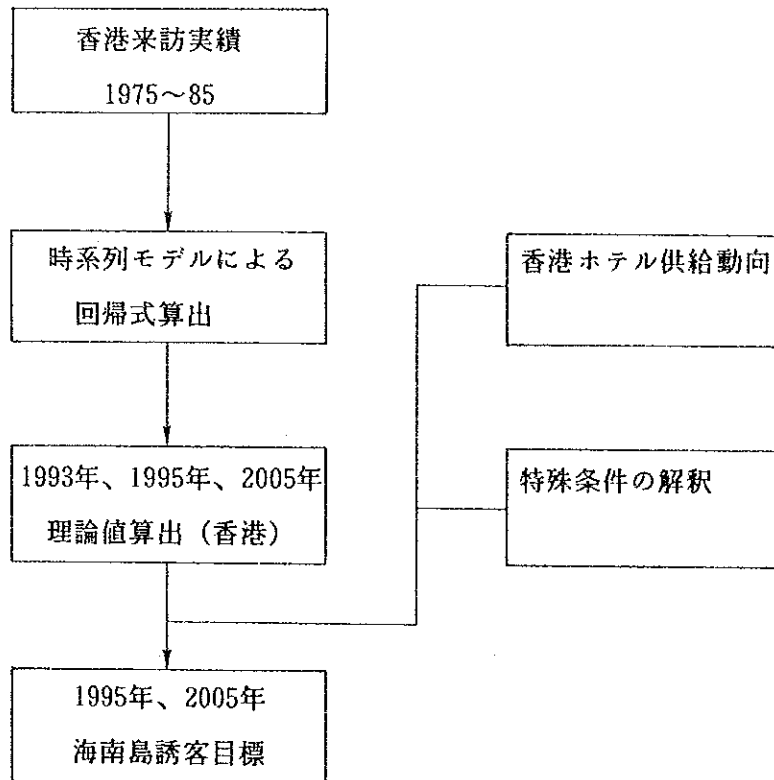 香港来訪実績
1975～85
時系列モデルによる
回帰式算出
香港ホテル供給動向
1993年、1995年、2005年
理論値算出（香港）
特殊条件の解釈
1995年、2005年
海南島誘客目標